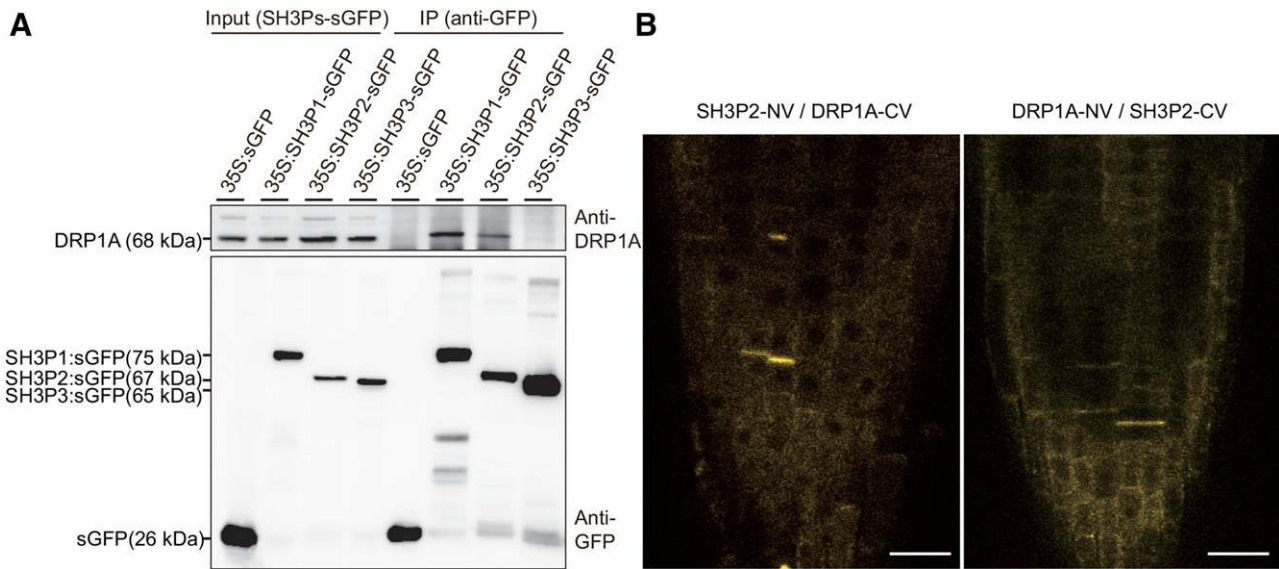 A
Input (SH3Ps-sGFP)
IP (anti-GFP)
35S:sGFP
35S:SH3P1-sGFP
35S:SH3P2-sGFP
35S:SH3P3-sGFP
35S:sGFP
35S:SH3P1-sGFP
35S:SH3P2-sGFP
35S:SH3P3-sGFP
DRP1A (68 kDa)
Anti-
DRP1A
SH3P1:sGFP(75 kDa)
SH3P2:sGFP(67 kDa)
SH3P3:sGFP(65 kDa)
sGFP(26 kDa)
Anti-
GFP
B
SH3P2-NV / DRP1A-CV
DRP1A-NV / SH3P2-CV